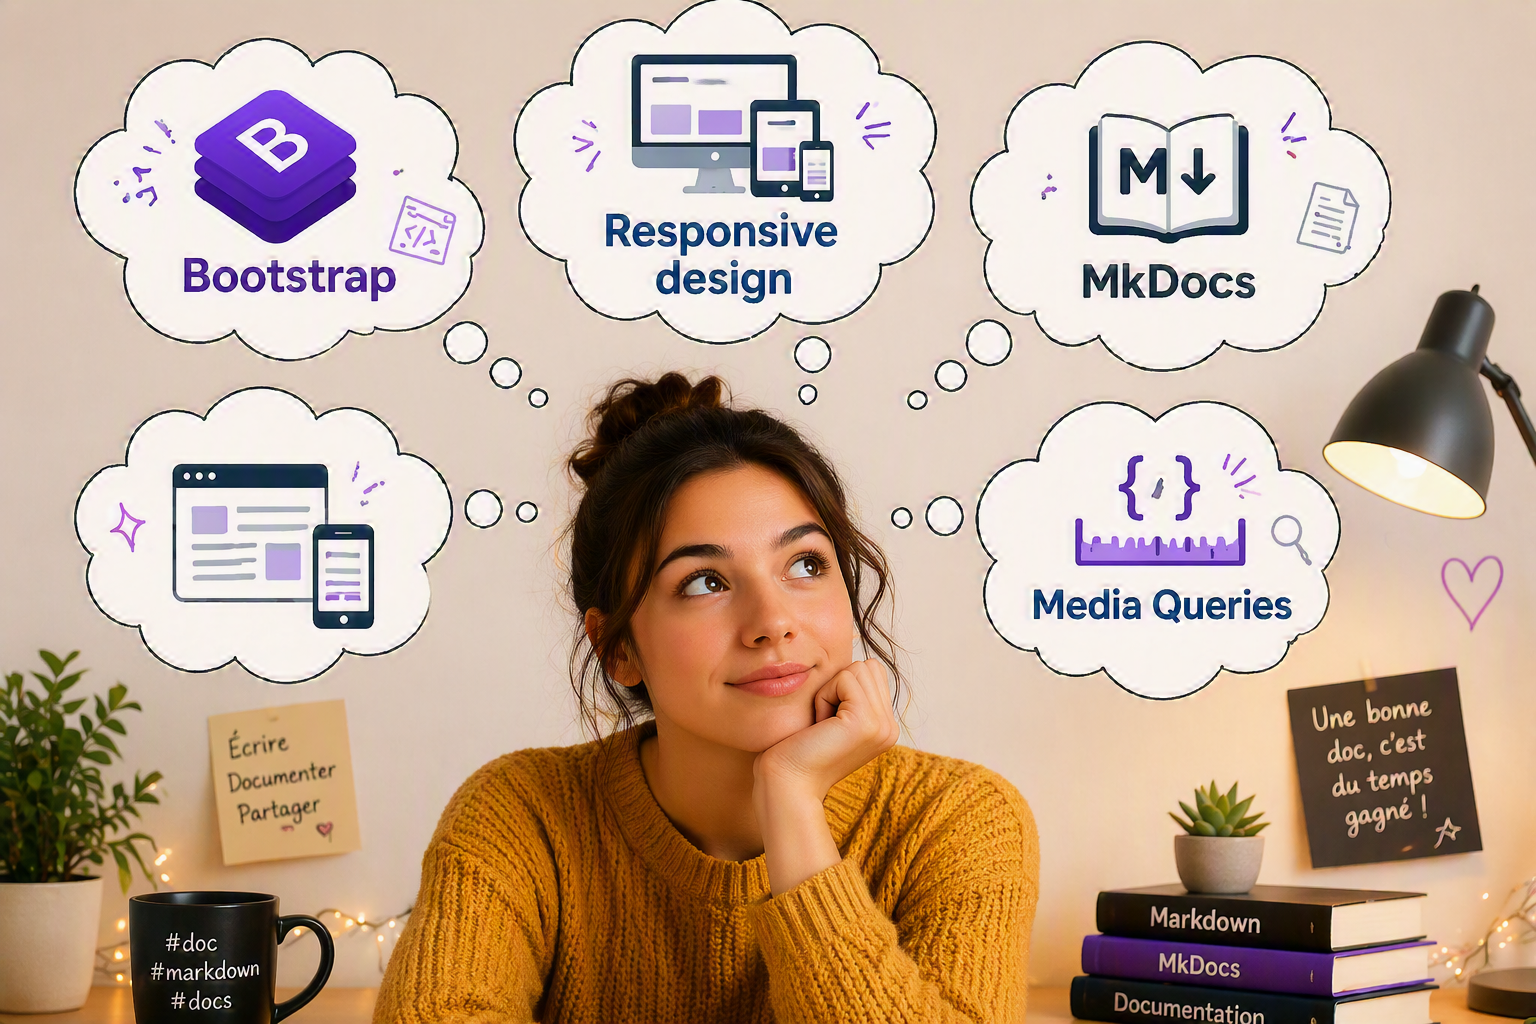 B
Bootstrap
Responsive
design
M↓
MkDocs
</>
{ }
Media Queries
Écrire
Documenter
Partager
Une bonne
doc, c'est
du temps
gagné !
#doc
#markdown
#docs
Markdown
MkDocs
Documentation